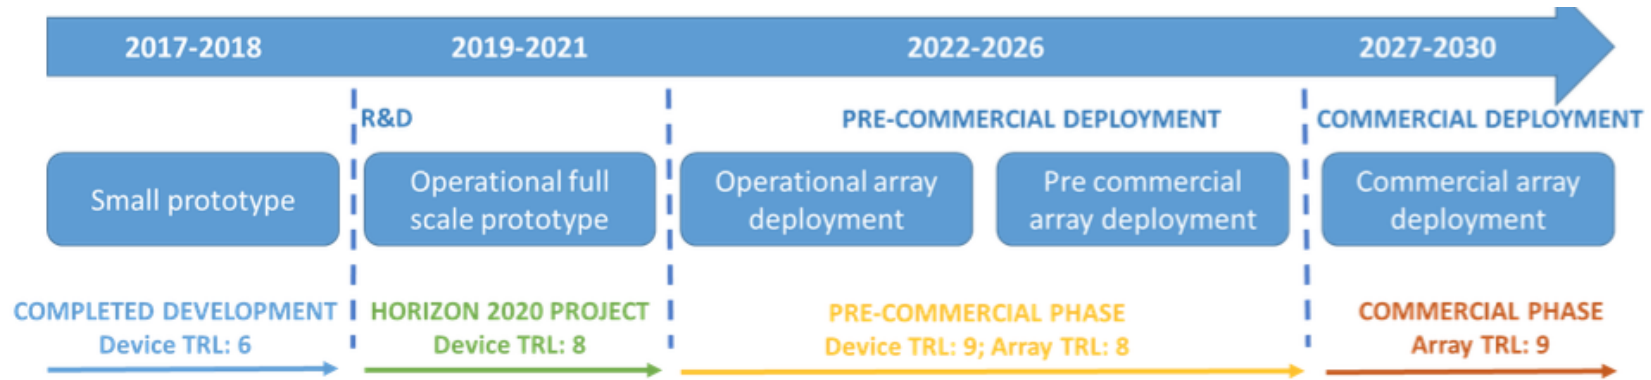 2017-2018
2019-2021
2022-2026
2027-2030
R&D
PRE-COMMERCIAL DEPLOYMENT
COMMERCIAL DEPLOYMENT
Small prototype
Operational full
scale prototype
Operational array
deployment
Pre commercial
array deployment
Commercial array
deployment
COMPLETED DEVELOPMENT
Device TRL: 6
HORIZON 2020 PROJECT
Device TRL: 8
PRE-COMMERCIAL PHASE
Device TRL: 9; Array TRL: 8
COMMERCIAL PHASE
Array TRL: 9